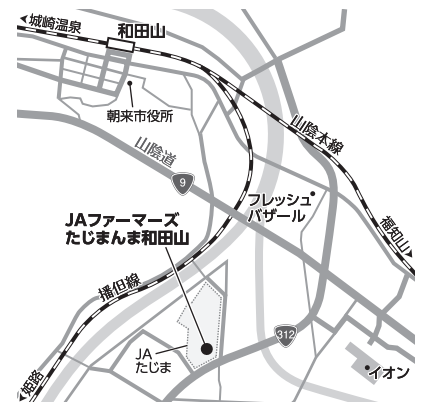 ◀城崎温泉
和田山
朝来市役所
山陰道
9
山陰本線
フレッシュ
バザール
福知山▶
JAファーマーズ
たじまんま和田山
播但線
JA
たじま
312
イオン
◀姫路